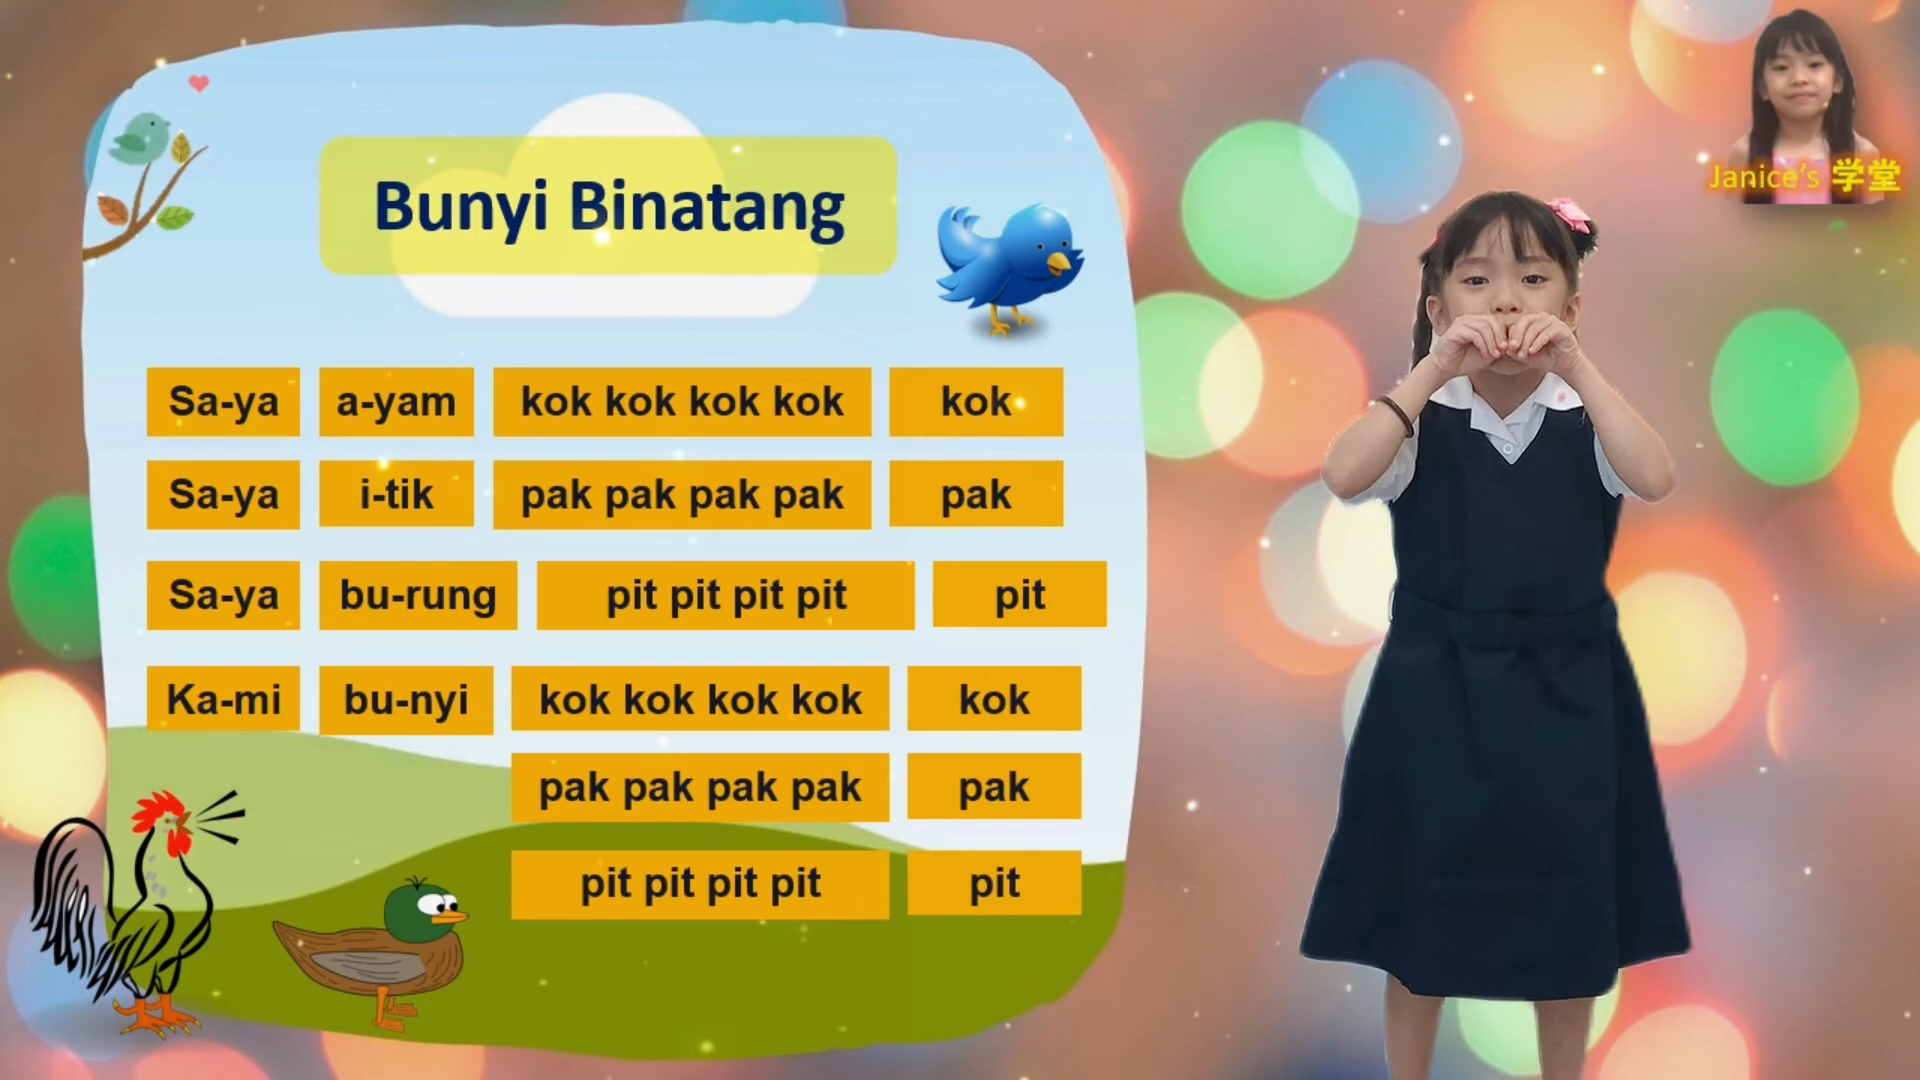 Janice's 学堂
Bunyi Binatang
Sa-ya a-yam kok kok kok kok kok
Sa-ya i-tik pak pak pak pak pak
Sa-ya bu-rung pit pit pit pit pit
Ka-mi bu-nyi kok kok kok kok kok
pak pak pak pak pak
pit pit pit pit pit